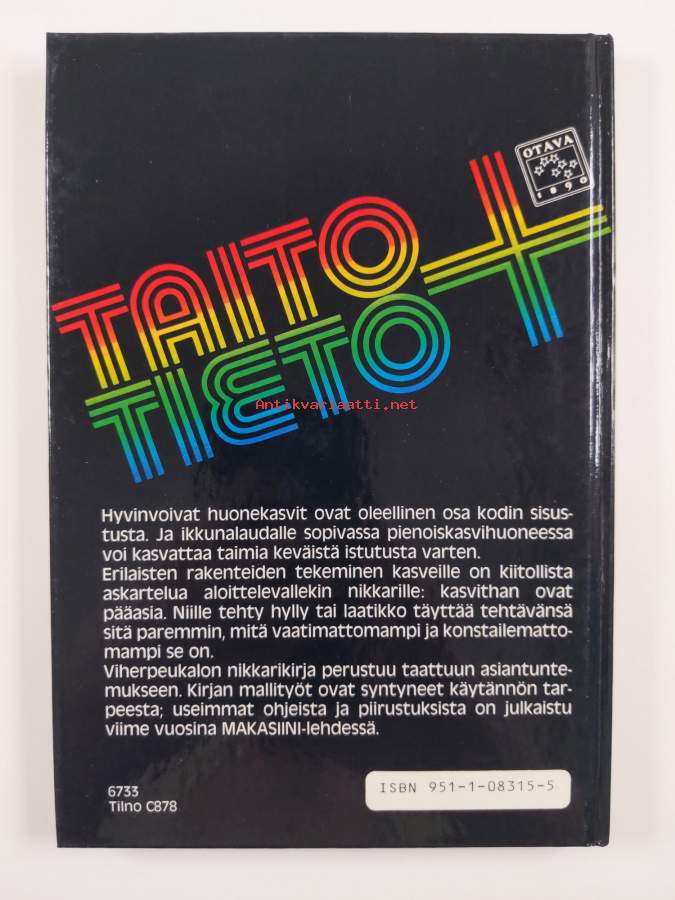 OTAVA
1890
TAITO
TIETO
+
Antikvariaatti.net
Hyvinvoivat huonekasvit ovat oleellinen osa kodin sisus-
tusta. Ja ikkunalaudalle sopivassa pienoiskasvihuoneessa
voi kasvattaa taimia keväistä istutusta varten.
Erilaisten rakenteiden tekeminen kasveille on kiitollista
askartelua aloittelevallekin nikkarille: kasvithan ovat
pääasia. Niille tehty hylly tai laatikko täyttää tehtävänsä
sitä paremmin, mitä vaatimattomampi ja konstailematto-
mampi se on.
Viherpeukalon nikkarikirja perustuu taattuun asiantunte-
mukseen. Kirjan mallityöt ovat syntyneet käytännön tar-
peesta; useimmat ohjeista ja piirustuksista on julkaistu
viime vuosina MAKASIINI-lehdessä.
6733
Tilno C878
ISBN 951-1-08315-5